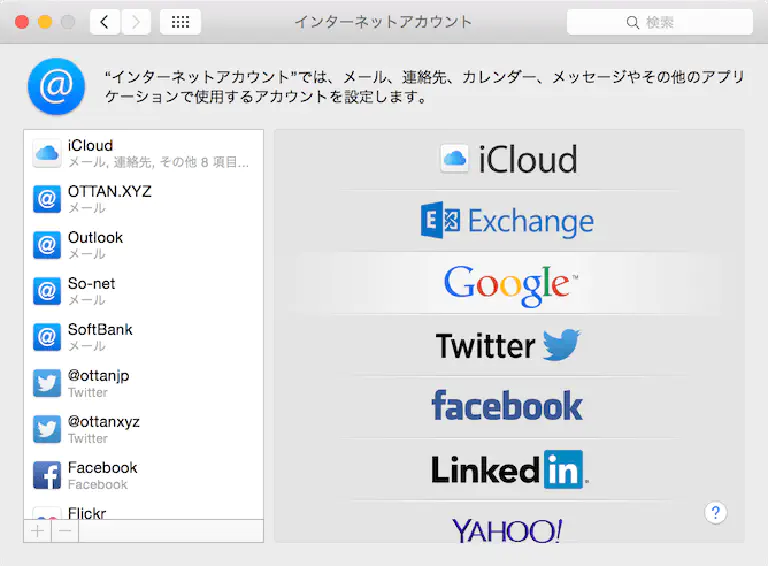 インターネットアカウント
検索
“インターネットアカウント”では、メール、連絡先、カレンダー、メッセージやその他のアプリ
ケーションで使用するアカウントを設定します。
iCloud
メール, 連絡先, その他 8 項目...
OTTAN.XYZ
メール
Outlook
メール
So-net
メール
SoftBank
メール
@ottanjp
Twitter
@ottanxyz
Twitter
Facebook
Facebook
Flickr
iCloud
Exchange
Google™
Twitter
facebook
LinkedIn
YAHOO!
?